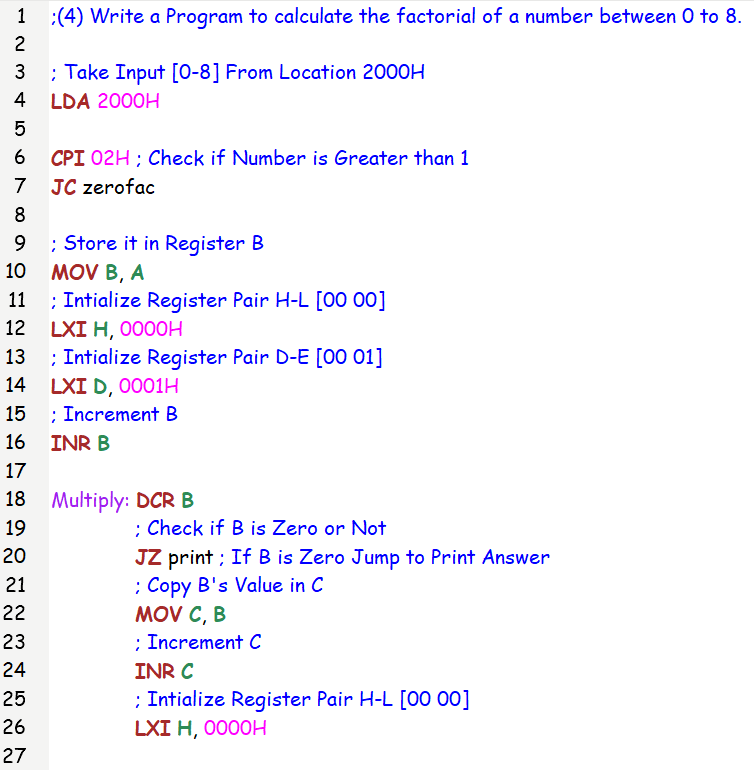 1 ;(4) Write a Program to calculate the factorial of a number between 0 to 8.
2
3 ; Take Input [0-8] From Location 2000H
4 LDA 2000H
5
6 CPI 02H ; Check if Number is Greater than 1
7 JC zerofac
8
9 ; Store it in Register B
10 MOV B, A
11 ; Intialize Register Pair H-L [00 00]
12 LXI H, 0000H
13 ; Intialize Register Pair D-E [00 01]
14 LXI D, 0001H
15 ; Increment B
16 INR B
17
18 Multiply: DCR B
19 ; Check if B is Zero or Not
20 JZ print ; If B is Zero Jump to Print Answer
21 ; Copy B's Value in C
22 MOV C, B
23 ; Increment C
24 INR C
25 ; Intialize Register Pair H-L [00 00]
26 LXI H, 0000H
27